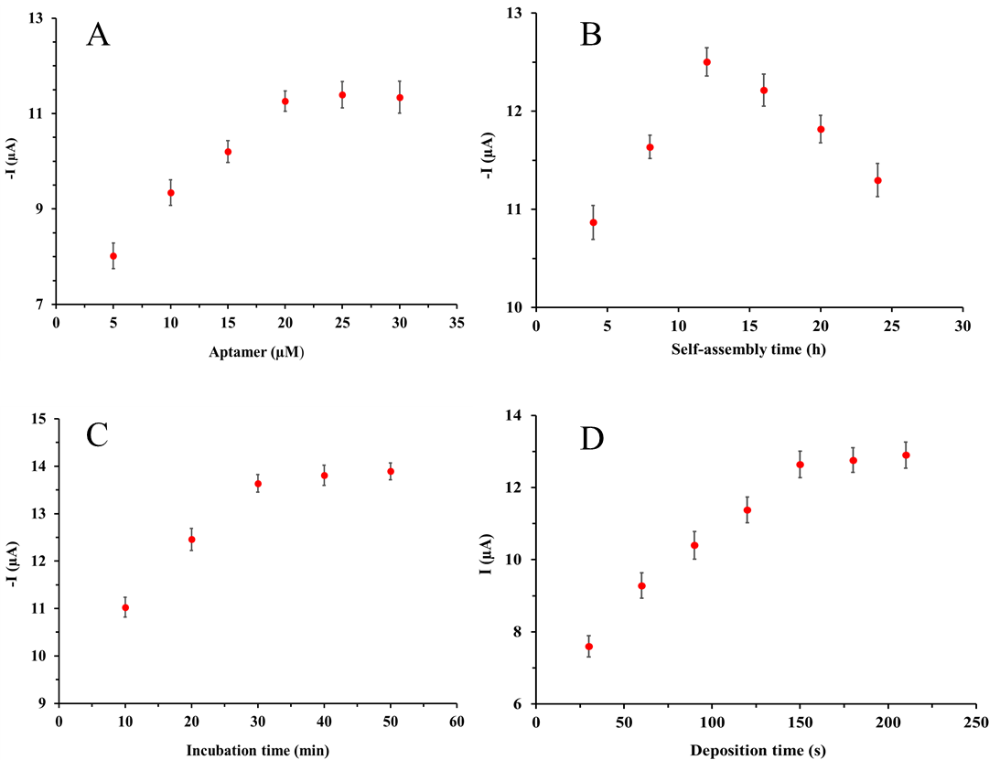 A
13
11
9
7
-I (µA)
0 5 10 15 20 25 30 35
Aptamer (µM)
B
13
12
11
10
-I (µA)
0 5 10 15 20 25 30
Self-assembly time (h)
C
15
14
13
12
11
10
9
-I (µA)
0 10 20 30 40 50 60
Incubation time (min)
D
14
12
10
8
6
I (µA)
0 50 100 150 200 250
Deposition time (s)